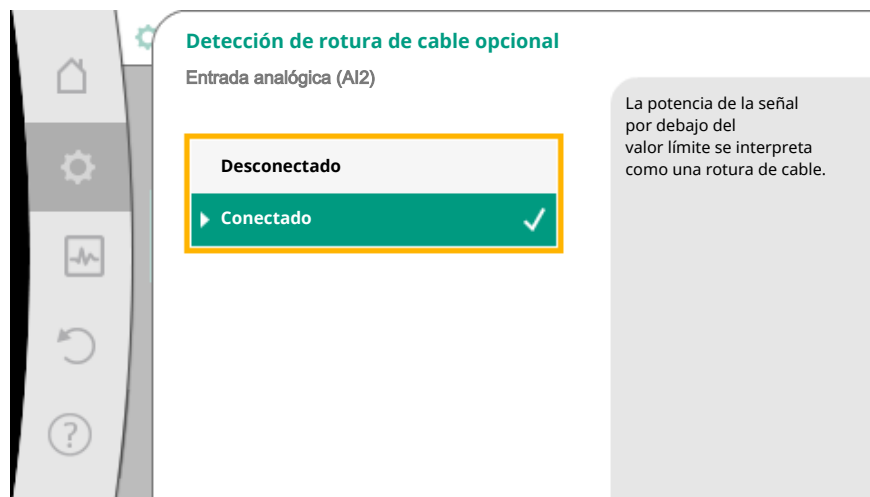 Detección de rotura de cable opcional
Entrada analógica (AI2)
Desconectado
Conectado
La potencia de la señal
por debajo del
valor límite se interpreta
como una rotura de cable.
?